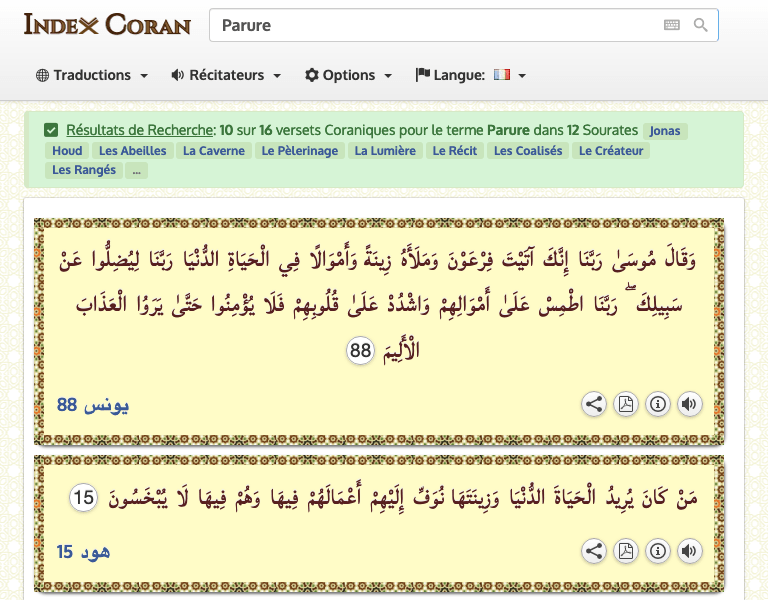 INDEX CORAN
Parure
Traductions Récitateurs Options Langue:
Résultats de Recherche: 10 sur 16 versets Coraniques pour le terme Parure dans 12 Sourates Jonas
Houd Les Abeilles La Caverne Le Pèlerinage La Lumière Le Récit Les Coalisés Le Créateur
Les Rangés ...
وَقَالَ مُوسَىٰ رَبَّنَا إِنَّكَ آتَيْتَ فِرْعَوْنَ وَمَلَأَهُ زِينَةً وَأَمْوَالًا فِي الْحَيَاةِ الدُّنْيَا رَبَّنَا لِيُضِلُّوا عَنْ
سَبِيلِكَ ۖ رَبَّنَا اطْمِسْ عَلَىٰ أَمْوَالِهِمْ وَاشْدُدْ عَلَىٰ قُلُوبِهِمْ فَلَا يُؤْمِنُوا حَتَّىٰ يَرَوُا الْعَذَابَ
الْأَلِيمَ 88
يونس 88
مَنْ كَانَ يُرِيدُ الْحَيَاةَ الدُّنْيَا وَزِينَتَهَا نُوَفِّ إِلَيْهِمْ أَعْمَالَهُمْ فِيهَا وَهُمْ فِيهَا لَا يُبْخَسُونَ 15
هود 15